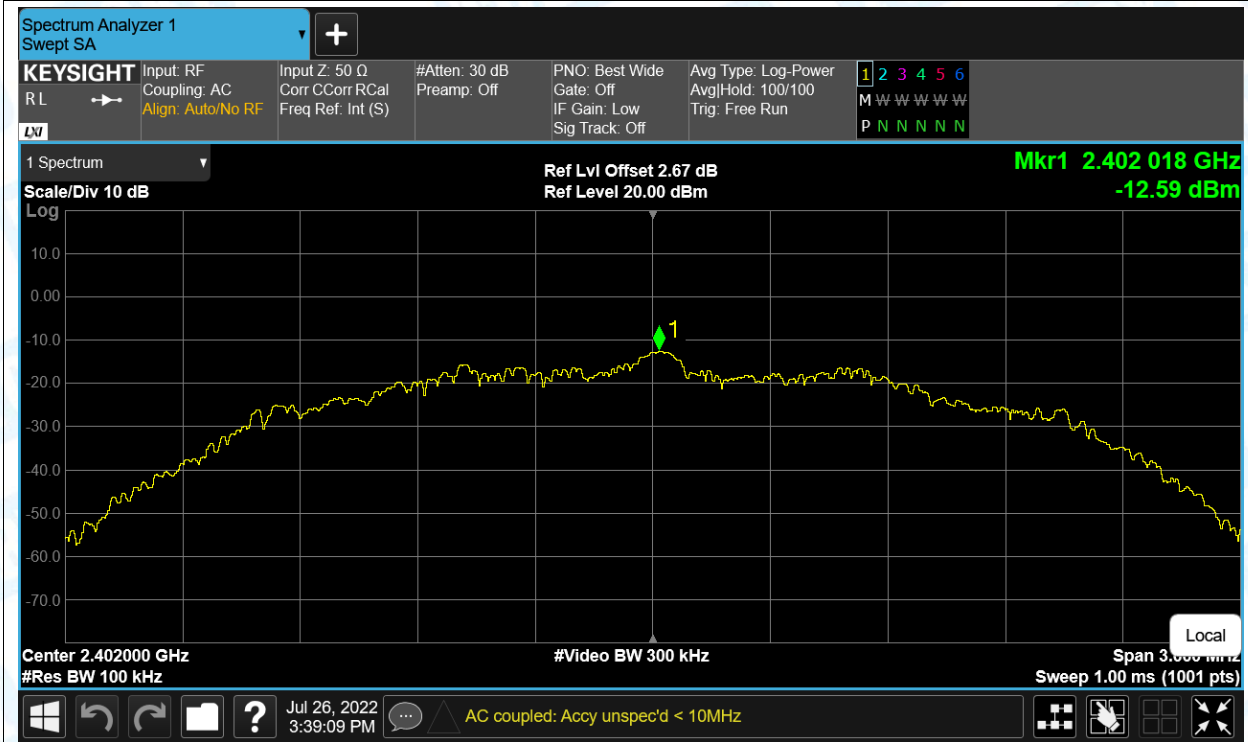 Spectrum Analyzer 1
Swept SA
+
KEYSIGHT
R L
LXI
Input: RF
Coupling: AC
Align: Auto/No RF
Input Z: 50 Ω
Corr CCorr RCal
Freq Ref: Int (S)
#Atten: 30 dB
Preamp: Off
PNO: Best Wide
Gate: Off
IF Gain: Low
Sig Track: Off
Avg Type: Log-Power
Avg|Hold: 100/100
Trig: Free Run
1 2 3 4 5 6
M W W W W W W
P N N N N N N
1 Spectrum
Scale/Div 10 dB
Log
Ref Lvl Offset 2.67 dB
Ref Level 20.00 dBm
Mkr1 2.402 018 GHz
-12.59 dBm
10.0
0.00
-10.0
1
-20.0
-30.0
-40.0
-50.0
-60.0
-70.0
Local
Center 2.402000 GHz
#Video BW 300 kHz
Span
#Res BW 100 kHz
Sweep 1.00 ms (1001 pts)
?
Jul 26, 2022
3:39:09 PM
AC coupled: Accy unspec'd < 10MHz